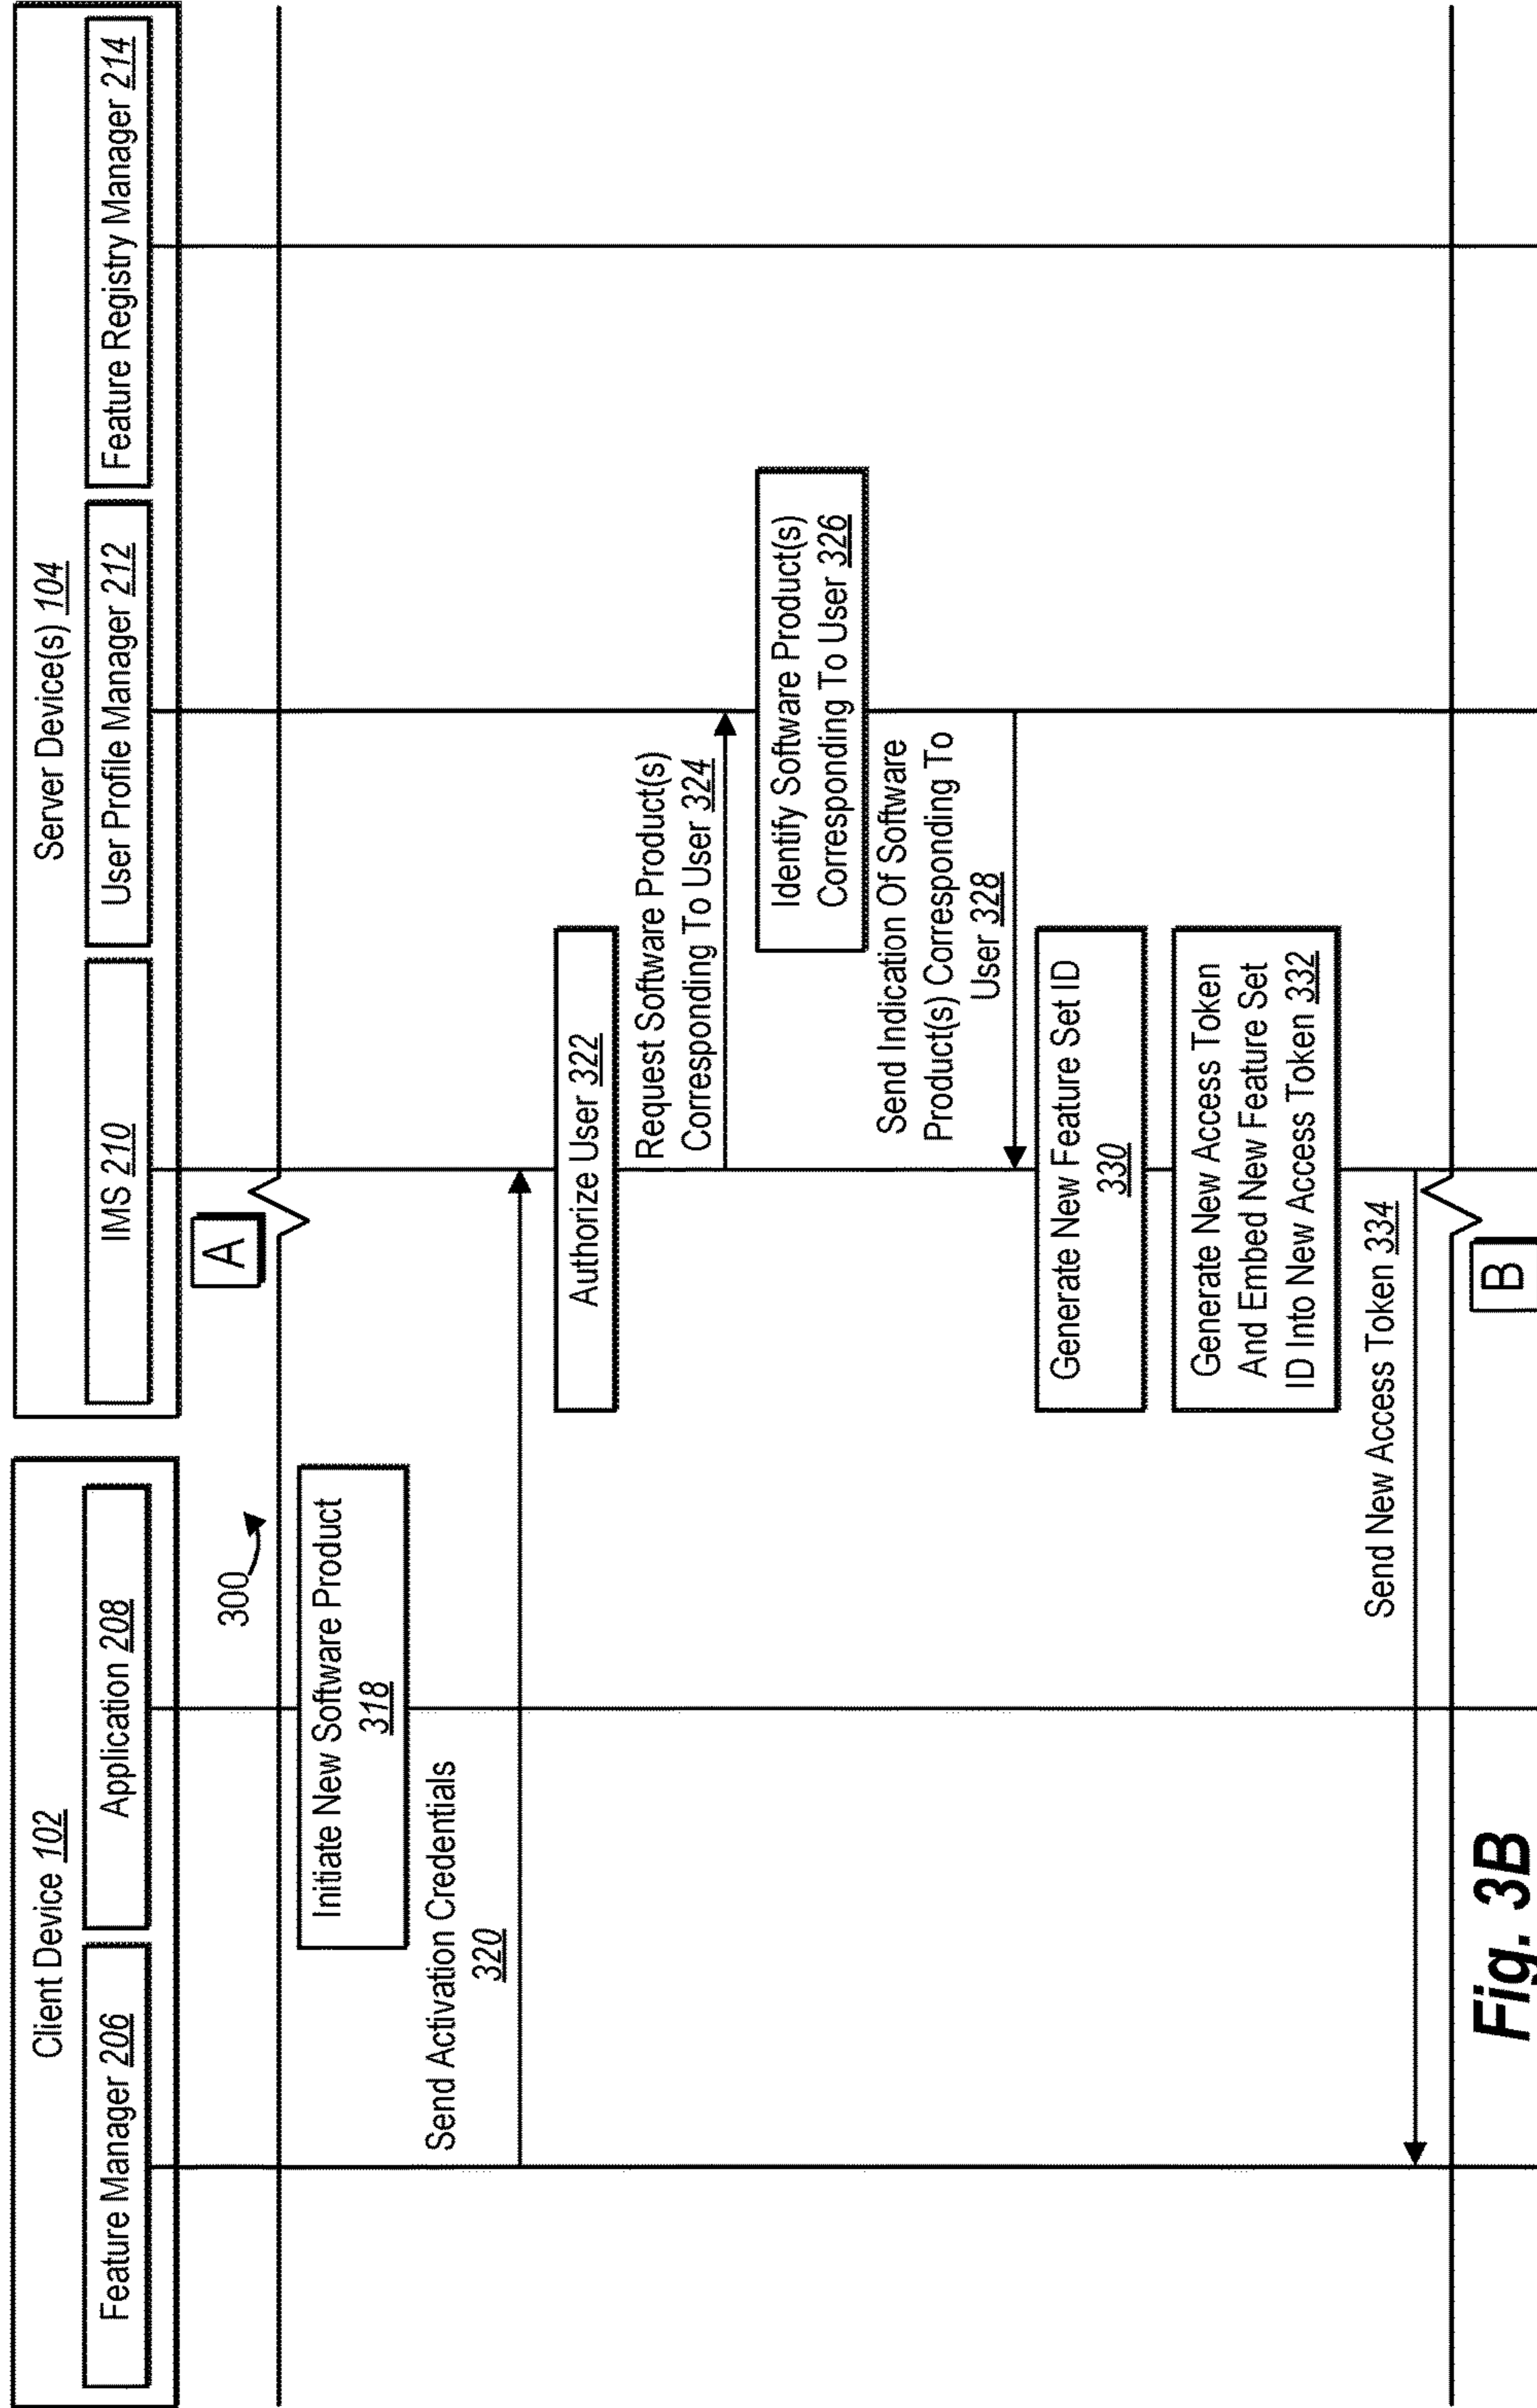 Client Device 102
Server Device(s) 104
Feature Manager 206
Application 208
IMS 210
User Profile Manager 212
Feature Registry Manager 214
300
A
Initiate New Software Product
318
Send Activation Credentials
320
Authorize User 322
Request Software Product(s)
Corresponding To User 324
Identify Software Product(s)
Corresponding To User 326
Send Indication Of Software
Product(s) Corresponding To
User 328
Generate New Feature Set ID
330
Generate New Access Token
And Embed New Feature Set
ID Into New Access Token 332
Send New Access Token 334
B
Fig. 3B